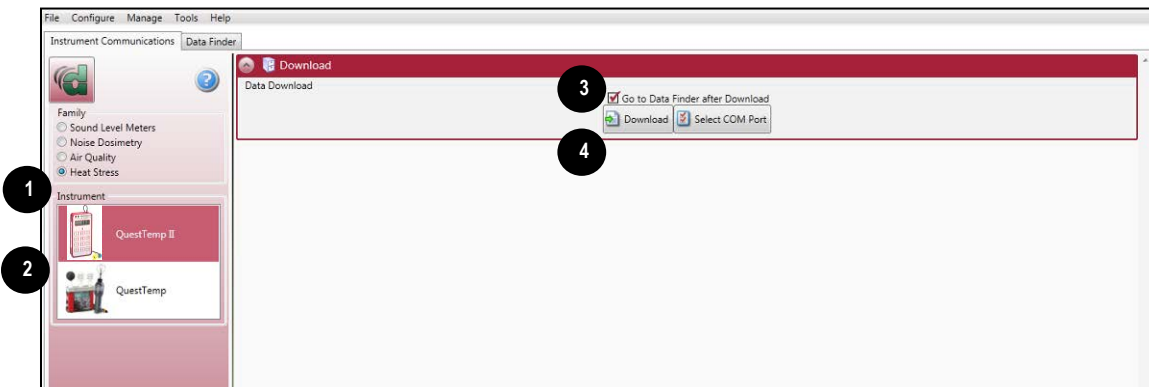 File Configure Manage Tools Help
Instrument Communications Data Finder
Download
Data Download
3
Go to Data Finder after Download
Download Select COM Port
4
Family
Sound Level Meters
Noise Dosimetry
Air Quality
Heat Stress
1
Instrument
QuestTemp II
2
QuestTemp